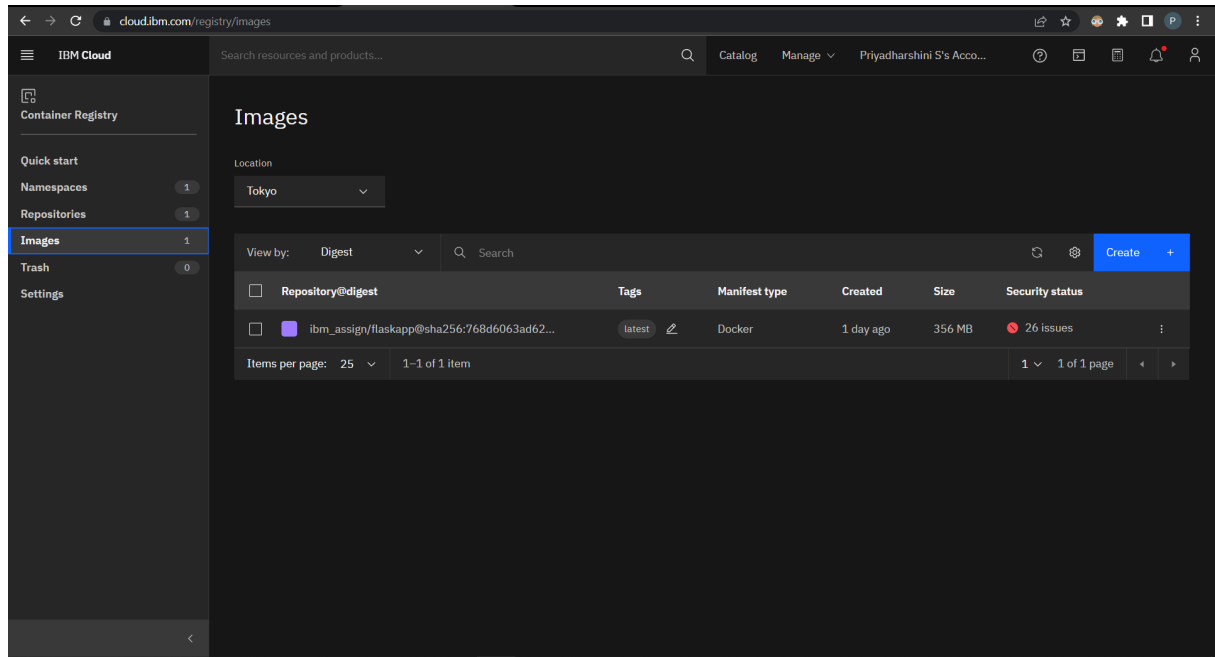 cloud.ibm.com/registry/images
P
IBM Cloud
Search resources and products...
Catalog
Manage
Priyadharshini S's Acco...
Container Registry
Quick start
Namespaces 1
Repositories 1
Images 1
Trash 0
Settings
Images
Location
Tokyo
View by: Digest
Search
Create +
Repository@digest Tags Manifest type Created Size Security status
ibm_assign/flaskapp@sha256:768d6063ad62... latest Docker 1 day ago 356 MB 26 issues
Items per page: 25 1–1 of 1 item 1 1 of 1 page